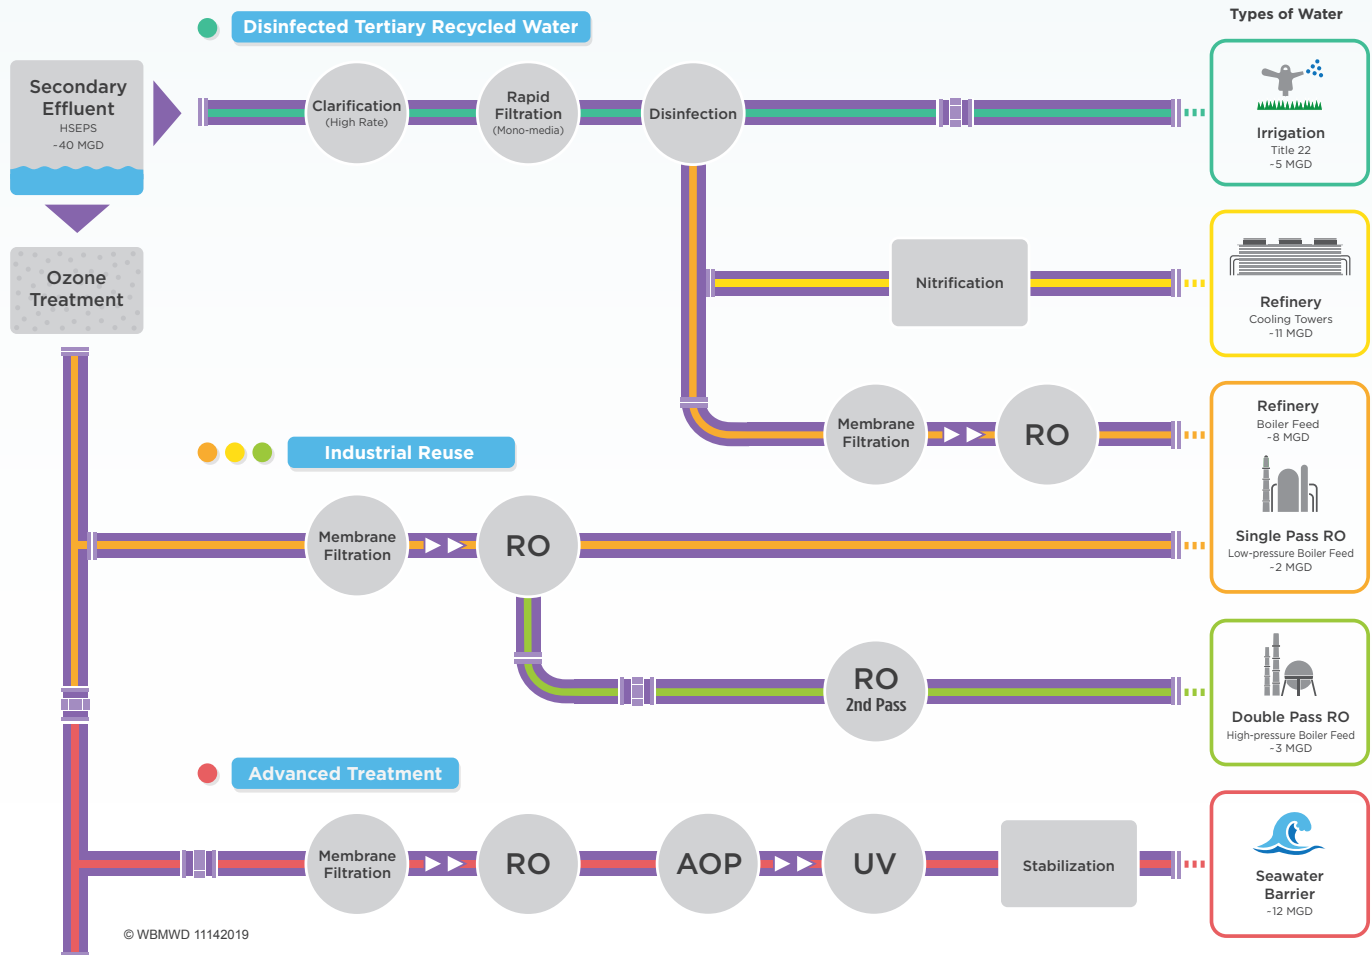 Types of Water
Disinfected Tertiary Recycled Water
Secondary
Effluent
HSEPS
~40 MGD
Clarification
(High Rate)
Rapid
Filtration
(Mono-media)
Disinfection
Irrigation
Title 22
~5 MGD
Ozone
Treatment
Nitrification
Refinery
Cooling Towers
~11 MGD
Membrane
Filtration
RO
Refinery
Boiler Feed
~8 MGD
Industrial Reuse
Membrane
Filtration
RO
Single Pass RO
Low-pressure Boiler Feed
~2 MGD
RO
2nd Pass
Double Pass RO
High-pressure Boiler Feed
~3 MGD
Advanced Treatment
Membrane
Filtration
RO
AOP
UV
Stabilization
Seawater
Barrier
~12 MGD
© WBMWD 11142019